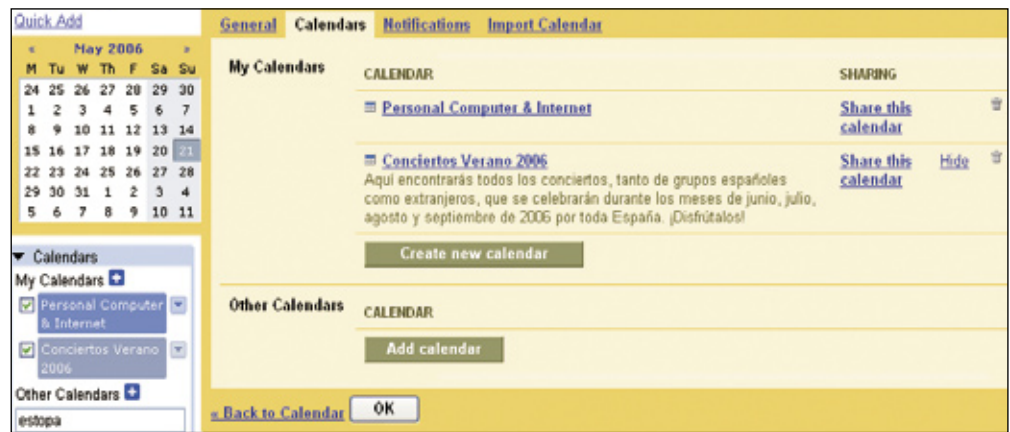 Quick Add
« May 2006 »
M Tu W Th F Sa Su
24 25 26 27 28 29 30
1 2 3 4 5 6 7
8 9 10 11 12 13 14
15 16 17 18 19 20 21
22 23 24 25 26 27 28
29 30 31 1 2 3 4
5 6 7 8 9 10 11
Calendars
My Calendars
Personal Computer
& Internet
Conciertos Verano
2006
Other Calendars
estopa
General Calendars Notifications Import Calendar
My Calendars
CALENDAR SHARING
Personal Computer & Internet
Share this
calendar
Conciertos Verano 2006
Share this
calendar
Hide
Aquí encontrarás todos los conciertos, tanto de grupos españoles
como extranjeros, que se celebrarán durante los meses de junio, julio,
agosto y septiembre de 2006 por toda España. ¡Disfrútalos!
Create new calendar
Other Calendars
CALENDAR
Add calendar
« Back to Calendar OK